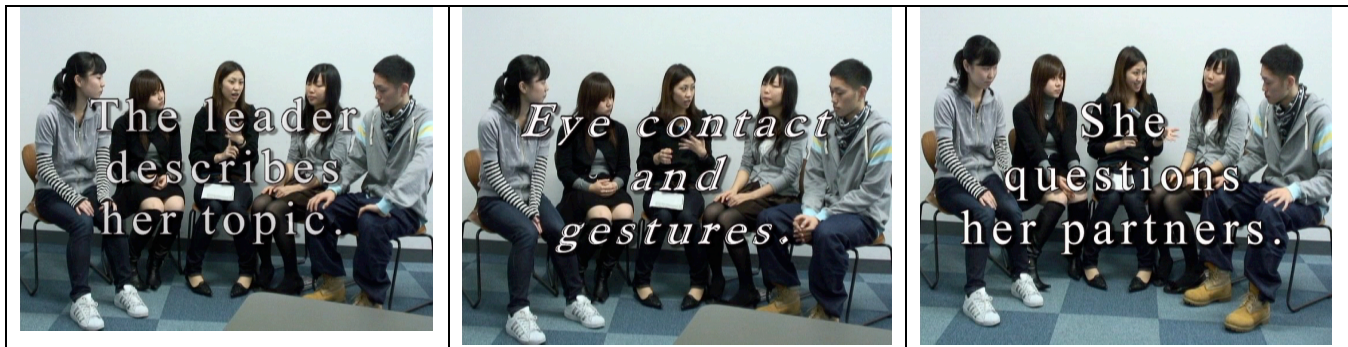 The leader
describes
her topic.
Eye contact
and
gestures.
She
questions
her partners.